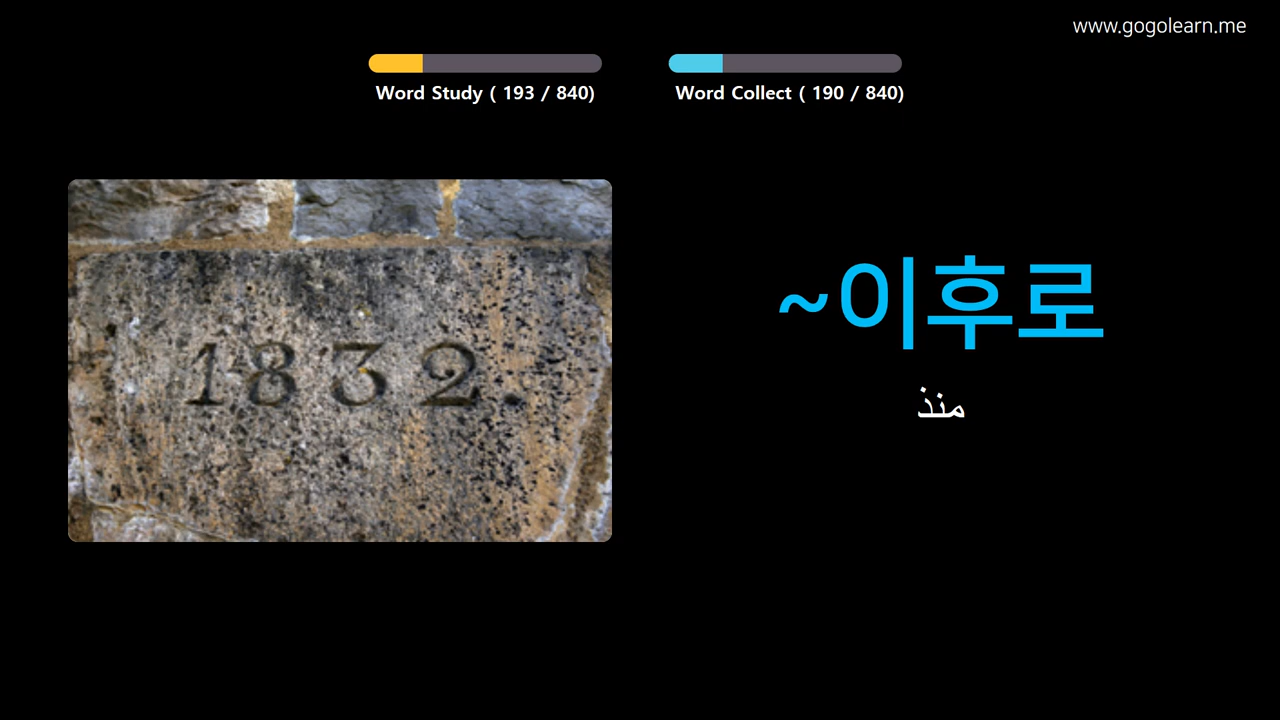 www.gogolearn.me
Word Study ( 193 / 840)
Word Collect ( 190 / 840)
1832.
~이후로
منذ